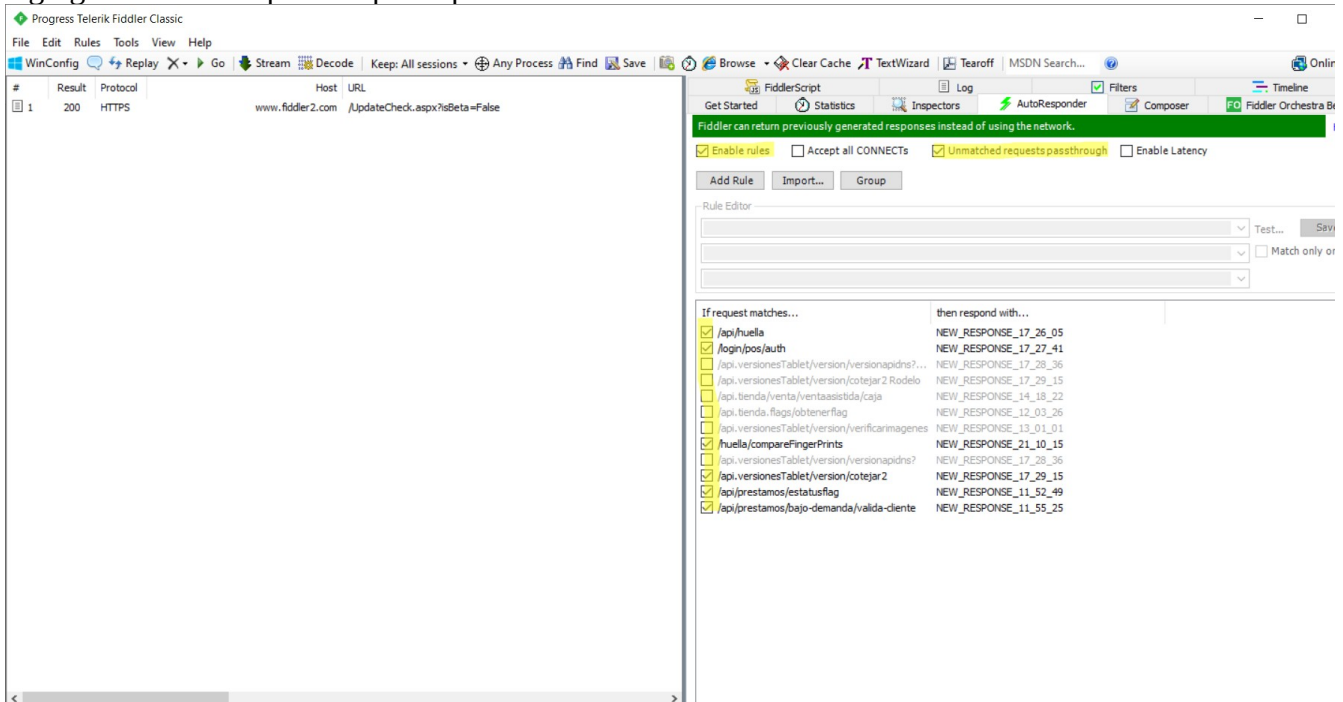 Progress Telerik Fiddler Classic
File Edit Rules Tools View Help
WinConfig Replay Go Stream Decode Keep: All sessions Any Process Find Save Browse Clear Cache TextWizard Tearoff MSDN Search... Onlin
# Result Protocol Host URL
1 200 HTTPS www.fiddler2.com /UpdateCheck.aspx?isBeta=False
FiddlerScript Log Filters Timeline
Get Started Statistics Inspectors AutoResponder Composer FO Fiddler Orchestra Be
Fiddler can return previously generated responses instead of using the network.
Enable rules Accept all CONNECTs Unmatched requests passthrough Enable Latency
Add Rule Import... Group
Rule Editor
Test... Save
Match only on
If request matches... then respond with...
/api/huella NEW_RESPONSE_17_26_05
/login/pos/auth NEW_RESPONSE_17_27_41
/api.versionesTablet/version/versionapidns?... NEW_RESPONSE_17_28_36
/api.versionesTablet/version/cotejar2 Rodelo NEW_RESPONSE_17_29_15
/api.tienda/venta/ventaasistida/caja NEW_RESPONSE_14_18_22
/api.tienda.flags/obtenerflag NEW_RESPONSE_12_03_26
/api.versionesTablet/version/verificarimagenes NEW_RESPONSE_13_01_01
/huella/compareFingerPrints NEW_RESPONSE_21_10_15
/api.versionesTablet/version/versionapidns? NEW_RESPONSE_17_28_36
/api.versionesTablet/version/cotejar2 NEW_RESPONSE_17_29_15
/api/prestamos/estatusflag NEW_RESPONSE_11_52_49
/api/prestamos/bajo-demanda/valida-cliente NEW_RESPONSE_11_55_25